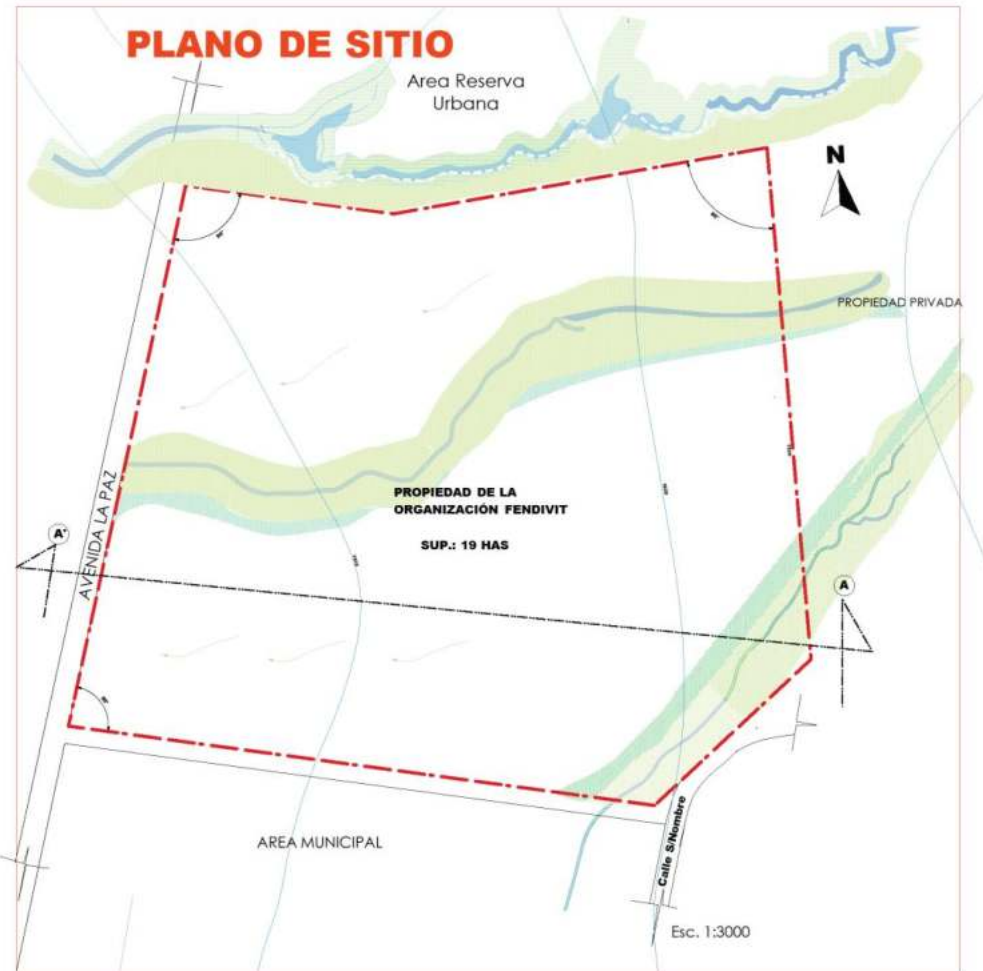 PLANO DE SITIO
Area Reserva
Urbana
N
PROPIEDAD PRIVADA
AVENIDA LA PAZ
PROPIEDAD DE LA
ORGANIZACIÓN FENDIVIT
SUP.: 19 HAS
A'
A
AREA MUNICIPAL
Calle S/Nombre
Esc. 1:3000